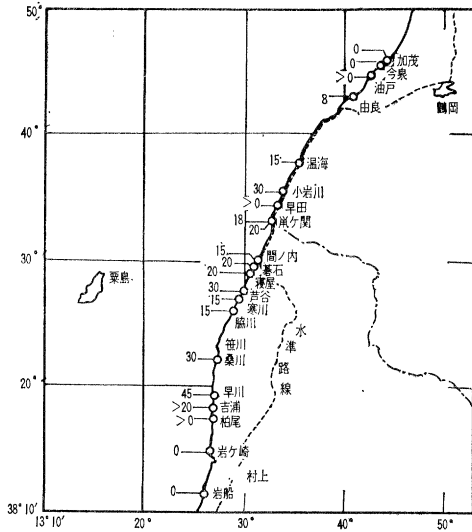 50°
0 加茂
0 今泉
>0 油戸
8 由良
鶴岡
40°
15 温海
30 小岩川
>0 早田
18 鼠ケ関
20
30°
15 間ノ内
20 碁石
20 寝屋
30 芦谷
15 寒川
15 脇川
粟島
笹川
30 桑川
水準路線
20°
45 早川
>20 吉浦
>0 柏尾
0 岩ケ崎
村上
0 岩船
38°10′
13°10′ 20° 30° 40° 50°